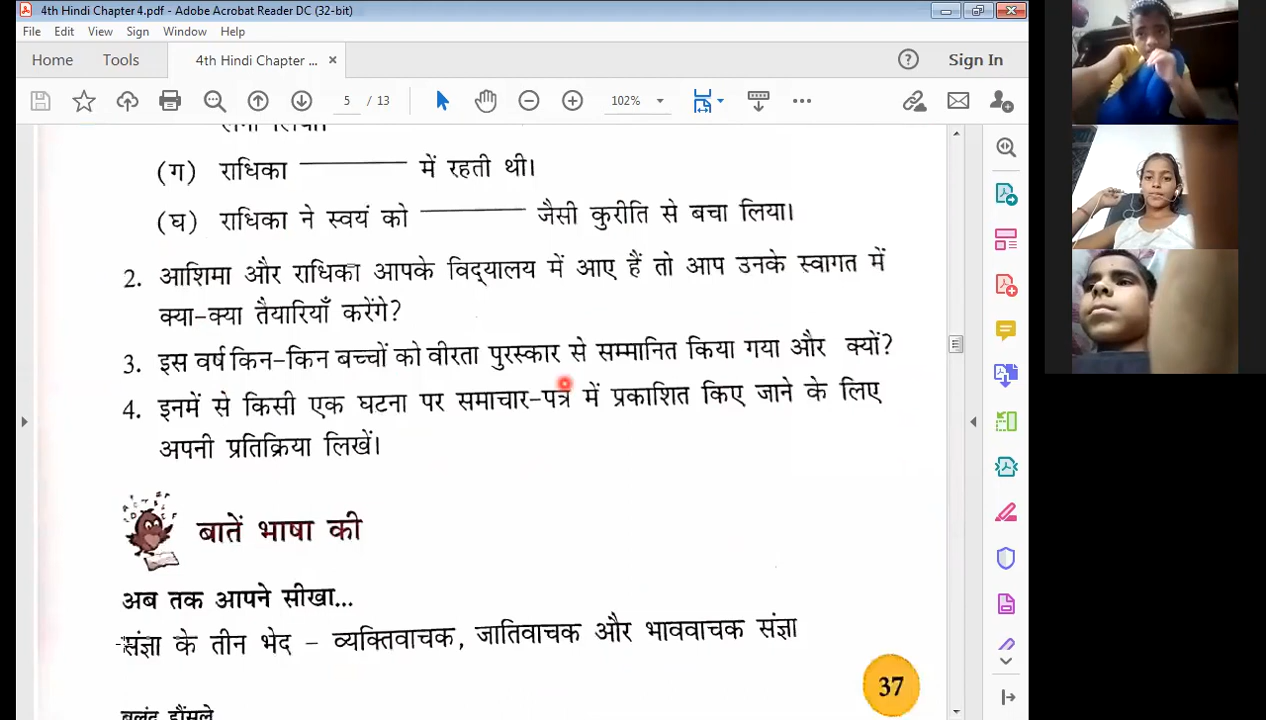 4th Hindi Chapter 4.pdf - Adobe Acrobat Reader DC (32-bit)
File Edit View Sign Window Help
Home Tools 4th Hindi Chapter ... × Sign In
5 / 13 102%
(ग) राधिका ________ में रहती थी।
(घ) राधिका ने स्वयं को ________ जैसी कुरीति से बचा लिया।
2. आशिमा और राधिका आपके विद्यालय में आए हैं तो आप उनके स्वागत में
क्या-क्या तैयारियाँ करेंगे?
3. इस वर्ष किन-किन बच्चों को वीरता पुरस्कार से सम्मानित किया गया और क्यों?
4. इनमें से किसी एक घटना पर समाचार-पत्र में प्रकाशित किए जाने के लिए
अपनी प्रतिक्रिया लिखें।
बातें भाषा की
अब तक आपने सीखा...
संज्ञा के तीन भेद - व्यक्तिवाचक, जातिवाचक और भाववाचक संज्ञा
37